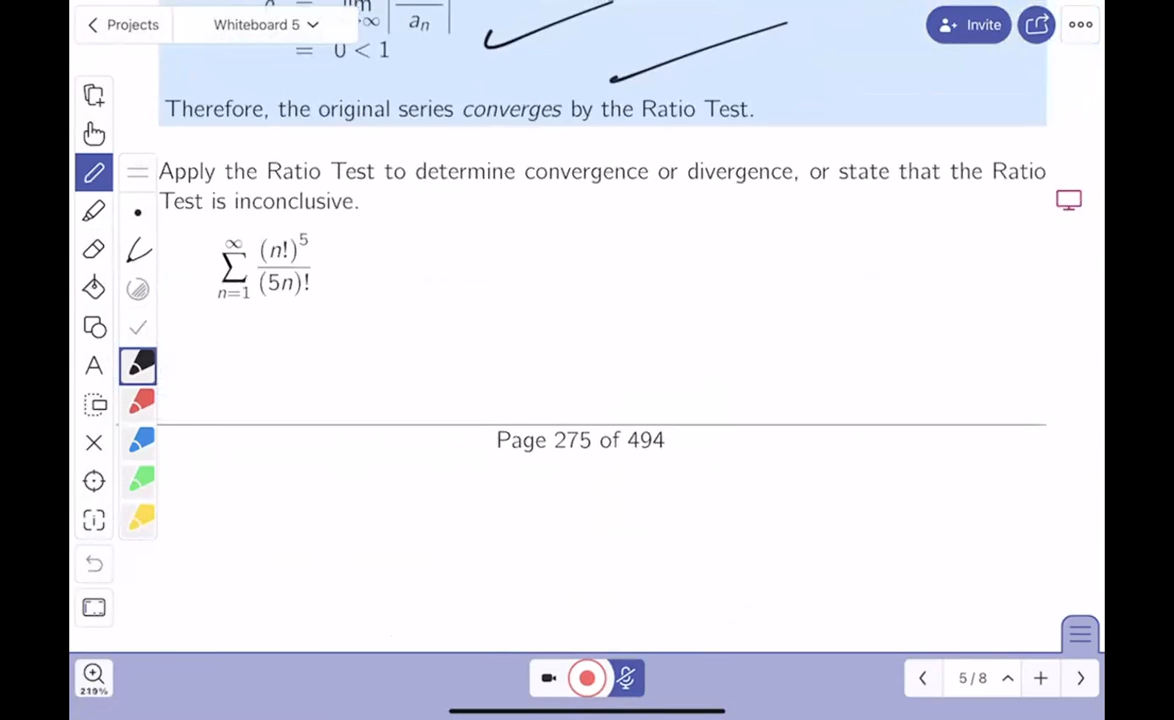 Projects
Whiteboard 5
Invite
a_n
= 0 < 1
Therefore, the original series converges by the Ratio Test.
Apply the Ratio Test to determine convergence or divergence, or state that the Ratio
Test is inconclusive.
∑_{n=1}^{∞} (n!)^5 / (5n)!
Page 275 of 494
219%
5/8